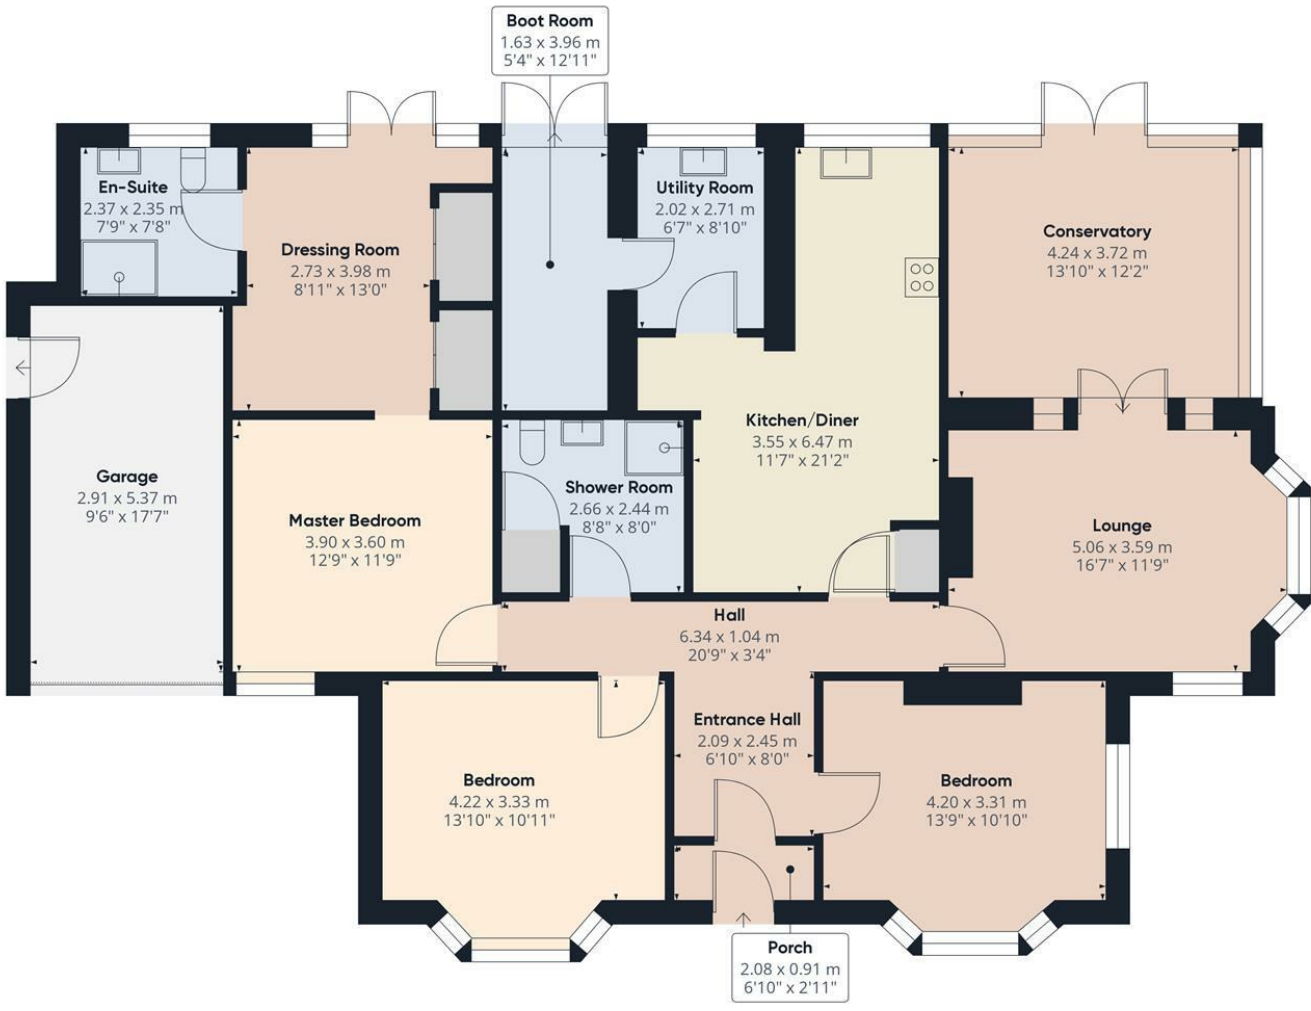 Boot Room
1.63 x 3.96 m
5'4" x 12'11"
En-Suite
2.37 x 2.35 m
7'9" x 7'8"
Dressing Room
2.73 x 3.98 m
8'11" x 13'0"
Utility Room
2.02 x 2.71 m
6'7" x 8'10"
Conservatory
4.24 x 3.72 m
13'10" x 12'2"
Kitchen/Diner
3.55 x 6.47 m
11'7" x 21'2"
Garage
2.91 x 5.37 m
9'6" x 17'7"
Master Bedroom
3.90 x 3.60 m
12'9" x 11'9"
Shower Room
2.66 x 2.44 m
8'8" x 8'0"
Lounge
5.06 x 3.59 m
16'7" x 11'9"
Hall
6.34 x 1.04 m
20'9" x 3'4"
Entrance Hall
2.09 x 2.45 m
6'10" x 8'0"
Bedroom
4.22 x 3.33 m
13'10" x 10'11"
Bedroom
4.20 x 3.31 m
13'9" x 10'10"
Porch
2.08 x 0.91 m
6'10" x 2'11"